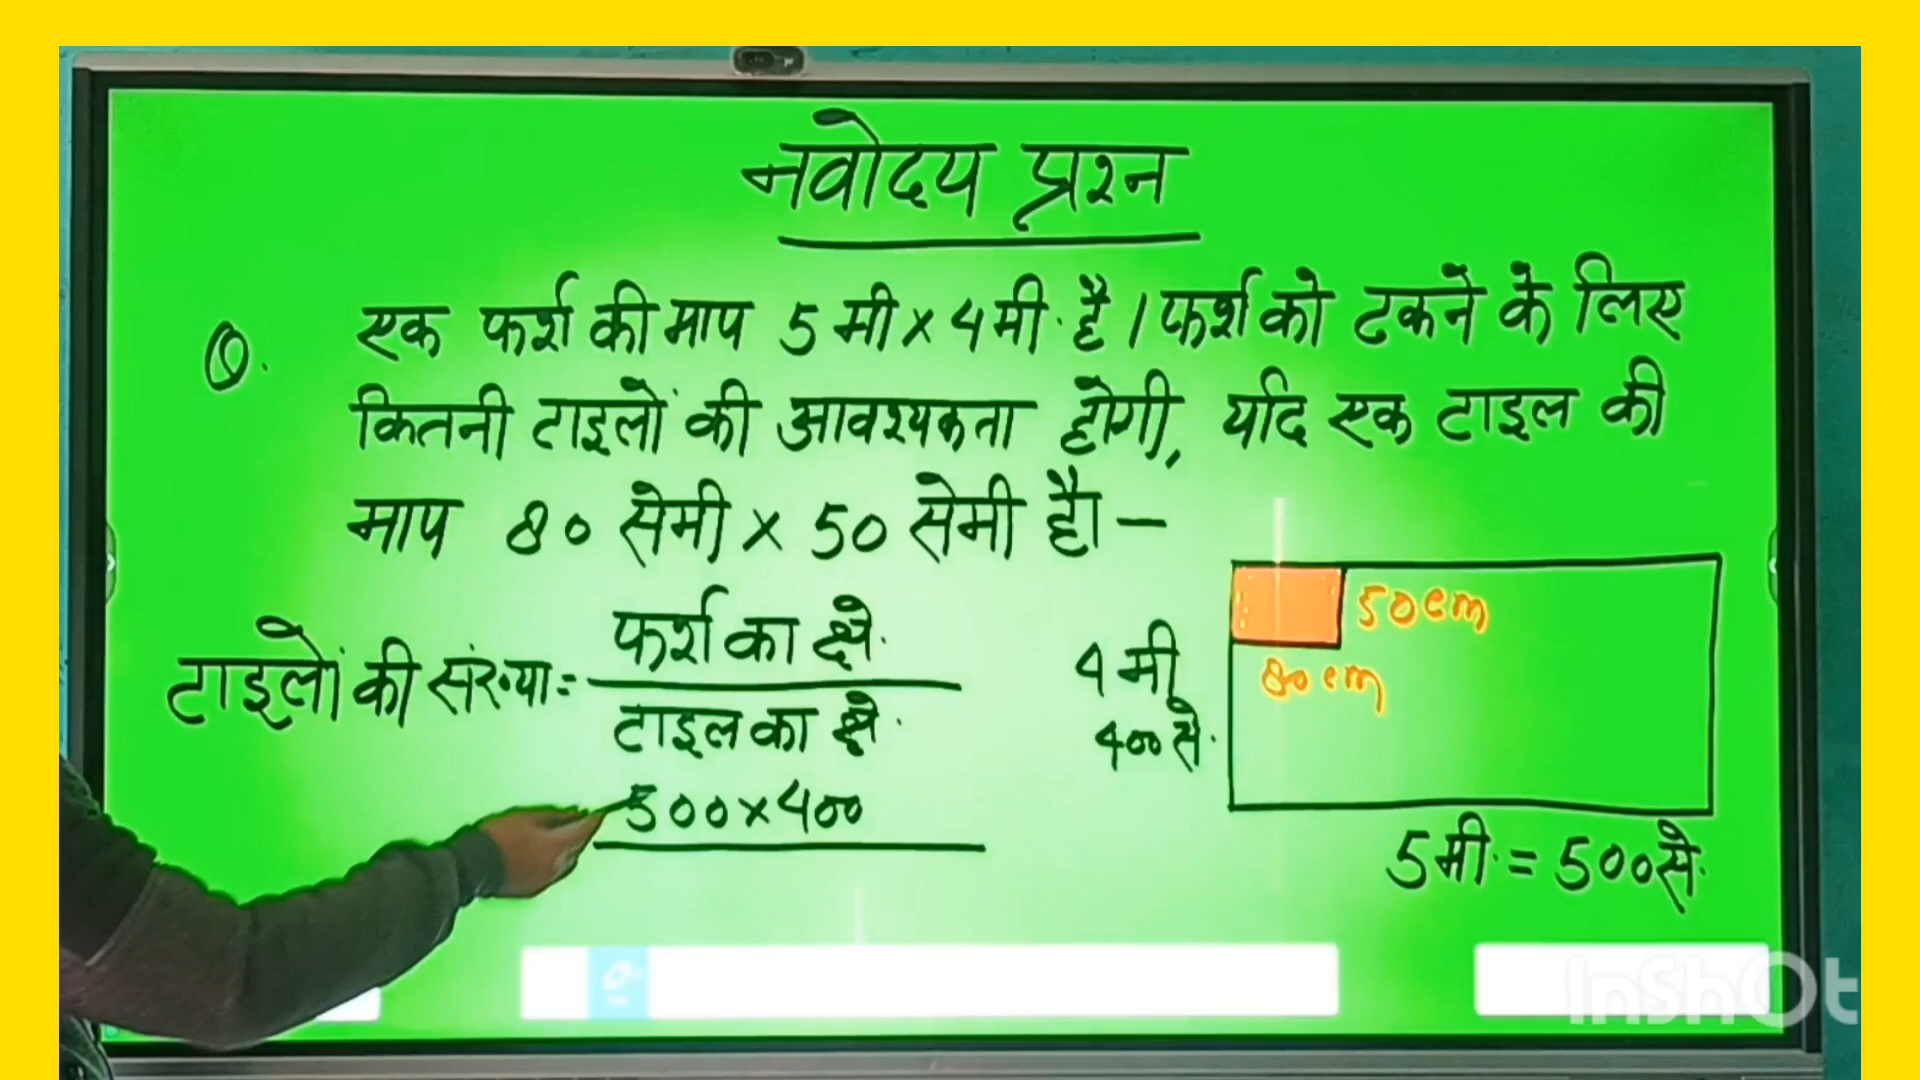 नवोदय प्रश्न
Q. एक फर्श की माप 5 मी × 4 मी. है । फर्श को टकने के लिए
कितनी टाइलों की आवश्यकता होगी, यदि एक टाइल की
माप 80 सेमी × 50 सेमी है। –
टाइलों की संख्या = फर्श का क्षे.
टाइल का क्षे.
500×400
50cm
80cm
4 मी
400 से.
5 मी. = 500 से.
InShOt